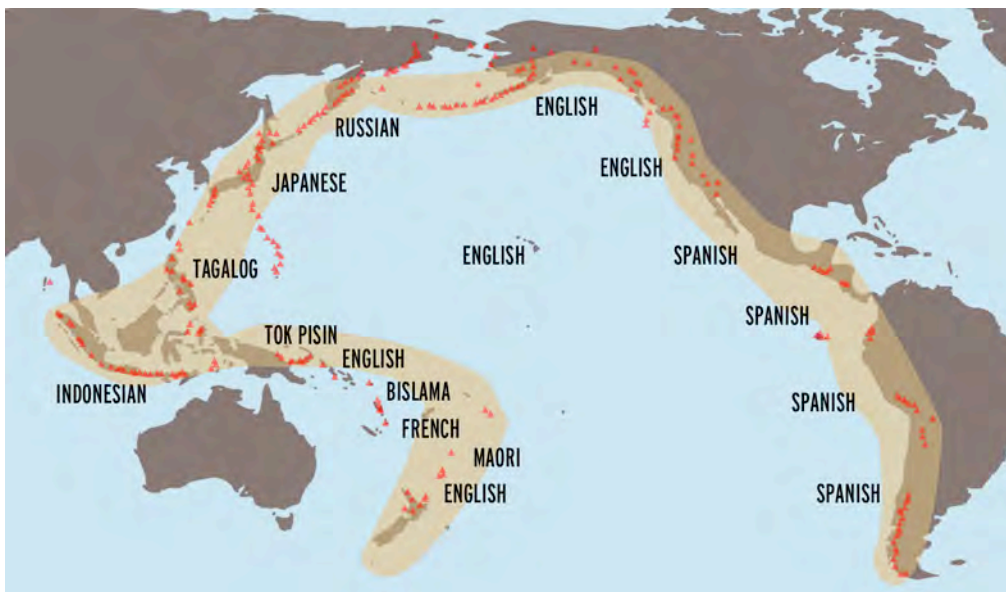 ENGLISH
RUSSIAN
ENGLISH
JAPANESE
ENGLISH
SPANISH
TAGALOG
SPANISH
TOK PISIN
ENGLISH
INDONESIAN
BISLAMA
SPANISH
FRENCH
MAORI
ENGLISH
SPANISH